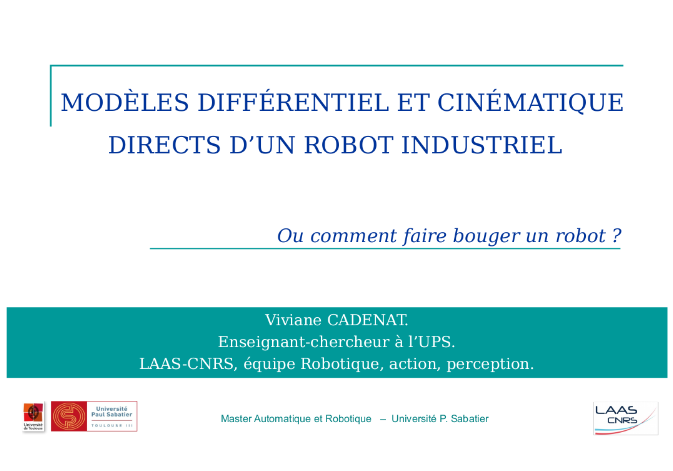 MODÈLES DIFFÉRENTIEL ET CINÉMATIQUE
DIRECTS D’UN ROBOT INDUSTRIEL
Ou comment faire bouger un robot ?
Viviane CADENAT.
Enseignant-chercheur à l’UPS.
LAAS-CNRS, équipe Robotique, action, perception.
Université
de Toulouse
Université
Paul Sabatier
TOULOUSE III
Master Automatique et Robotique – Université P. Sabatier
LAAS
CNRS